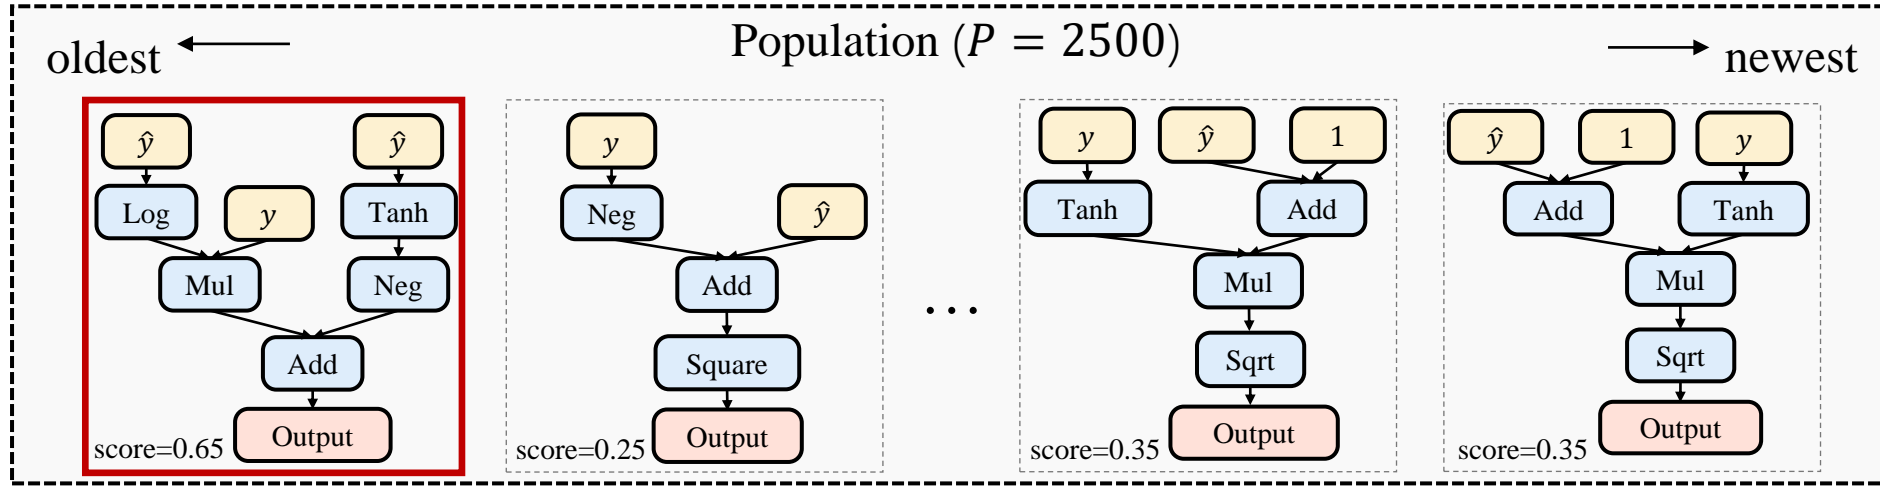 Population (P = 2500)
oldest
newest
ŷ
ŷ
Log
y
Tanh
Mul
Neg
Add
Output
score=0.65
y
Neg
ŷ
Add
Square
Output
score=0.25
...
y
ŷ
1
Tanh
Add
Mul
Sqrt
Output
score=0.35
ŷ
1
y
Add
Tanh
Mul
Sqrt
Output
score=0.35